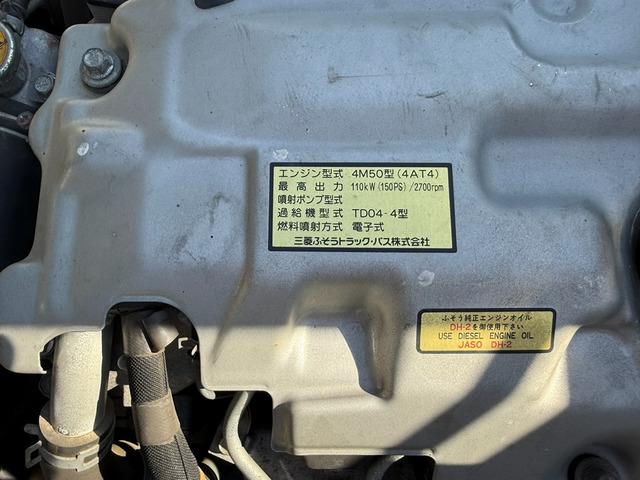 エンジン型式 4M50型(4AT4)
最高出力 110kW(150PS)/2700rpm
噴射ポンプ型式
過給機型式 TD04-4型
燃料噴射方式 電子式
三菱ふそうトラック・バス株式会社
ふそう純正エンジンオイル
DH-2を御使用下さい
USE DIESEL ENGINE OIL
JASO DH-2